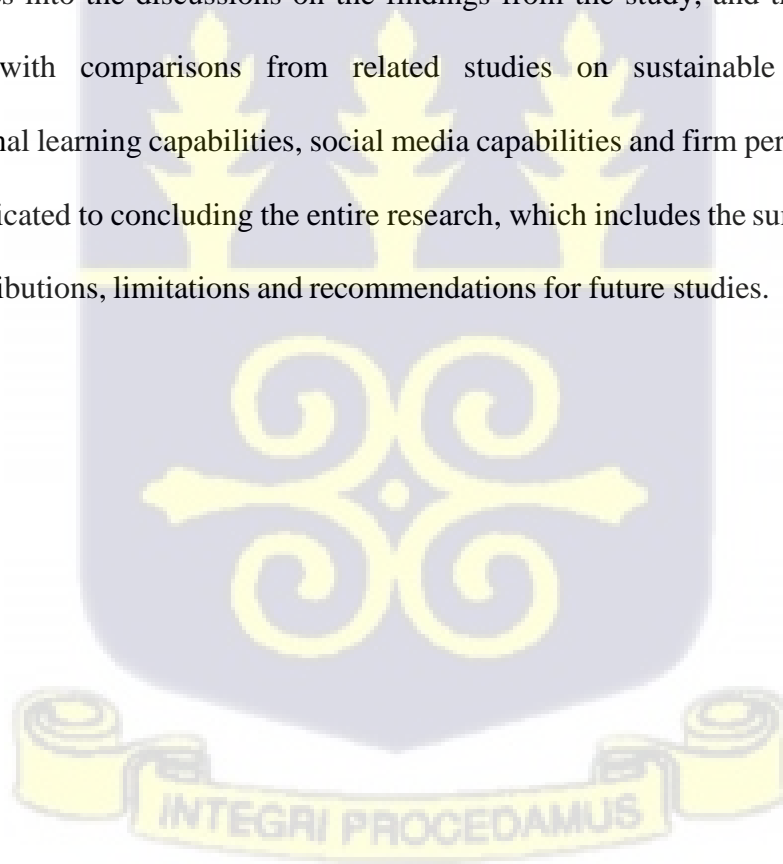 into the discussions on the findings from the study, and
with comparisons from related studies on sustainable
learning capabilities, social media capabilities and firm
to concluding the entire research, which includes the
limitations and recommendations for future studies.
INTEGRI PROCEDAMUS